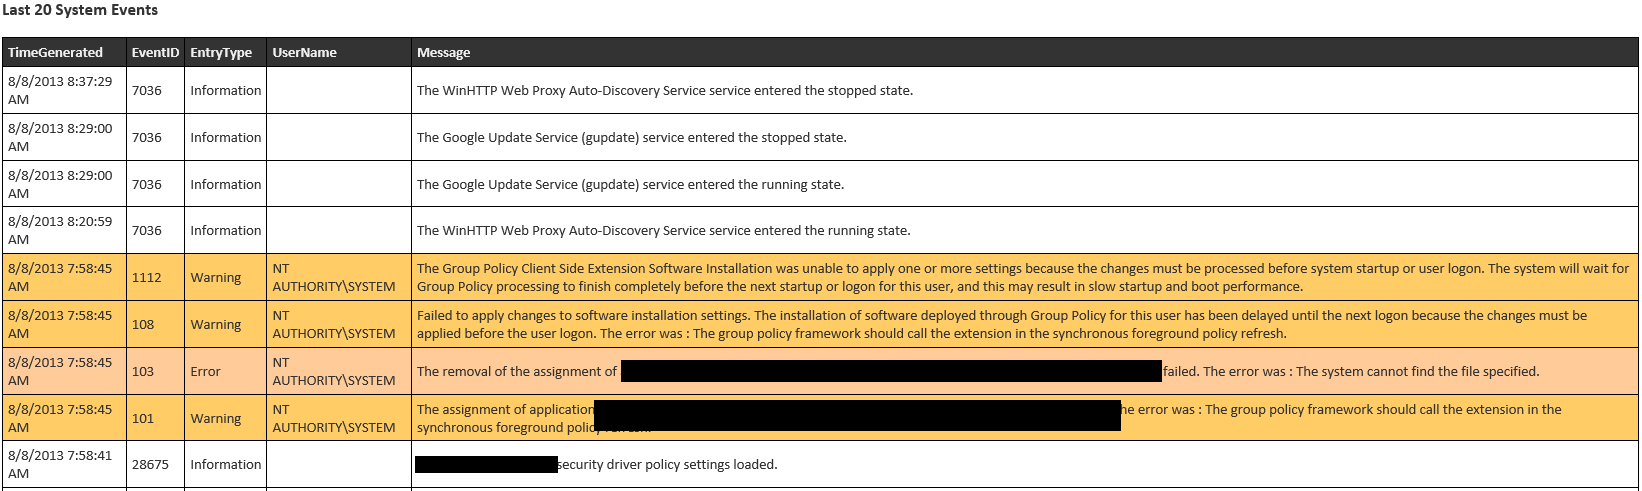 Last 20 System Events
TimeGenerated EventID EntryType UserName Message
8/8/2013 8:37:29 AM 7036 Information The WinHTTP Web Proxy Auto-Discovery Service service entered the stopped state.
8/8/2013 8:29:00 AM 7036 Information The Google Update Service (gupdate) service entered the stopped state.
8/8/2013 8:29:00 AM 7036 Information The Google Update Service (gupdate) service entered the running state.
8/8/2013 8:20:59 AM 7036 Information The WinHTTP Web Proxy Auto-Discovery Service service entered the running state.
8/8/2013 7:58:45 AM 1112 Warning NT AUTHORITY\SYSTEM The Group Policy Client Side Extension Software Installation was unable to apply one or more settings because the changes must be processed before system startup or user logon. The system will wait for
Group Policy processing to finish completely before the next startup or logon for this user, and this may result in slow startup and boot performance.
8/8/2013 7:58:45 AM 108 Warning NT AUTHORITY\SYSTEM Failed to apply changes to software installation settings. The installation of software deployed through Group Policy for this user has been delayed until the next logon because the changes must be
applied before the user logon. The error was : The group policy framework should call the extension in the synchronous foreground policy refresh.
8/8/2013 7:58:45 AM 103 Error NT AUTHORITY\SYSTEM The removal of the assignment of failed. The error was : The system cannot find the file specified.
8/8/2013 7:58:45 AM 101 Warning NT AUTHORITY\SYSTEM The assignment of application he error was : The group policy framework should call the extension in the
synchronous foreground policy
8/8/2013 7:58:41 AM 28675 Information security driver policy settings loaded.